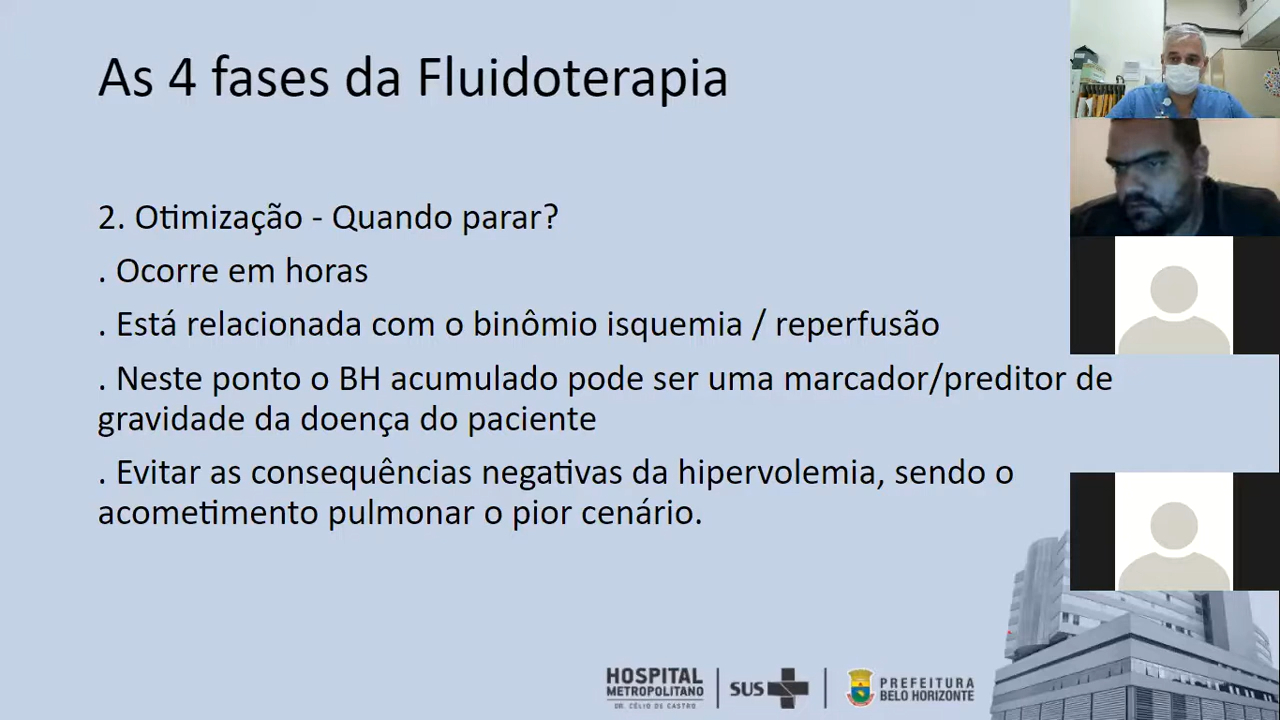 As 4 fases da Fluidoterapia
2. Otimização - Quando parar?
. Ocorre em horas
. Está relacionada com o binômio isquemia / reperfusão
. Neste ponto o BH acumulado pode ser uma marcador/preditor de
gravidade da doença do paciente
. Evitar as consequências negativas da hipervolemia, sendo o
acometimento pulmonar o pior cenário.
HOSPITAL
METROPOLITANO
DR. CÉLIO DE CASTRO
SUS
PREFEITURA
BELO HORIZONTE